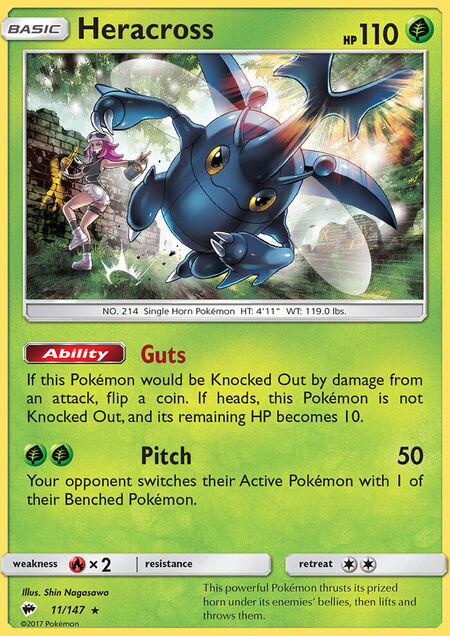 BASIC Heracross HP 110
NO. 214 Single Horn Pokémon HT: 4'11" WT: 119.0 lbs.
Ability Guts
If this Pokémon would be Knocked Out by damage from
an attack, flip a coin. If heads, this Pokémon is not
Knocked Out, and its remaining HP becomes 10.
Pitch 50
Your opponent switches their Active Pokémon with 1 of
their Benched Pokémon.
weakness × 2 resistance retreat
Illus. Shin Nagasawa
11/147 ★
©2017 Pokémon
This powerful Pokémon thrusts its prized
horn under its enemies' bellies, then lifts and
throws them.